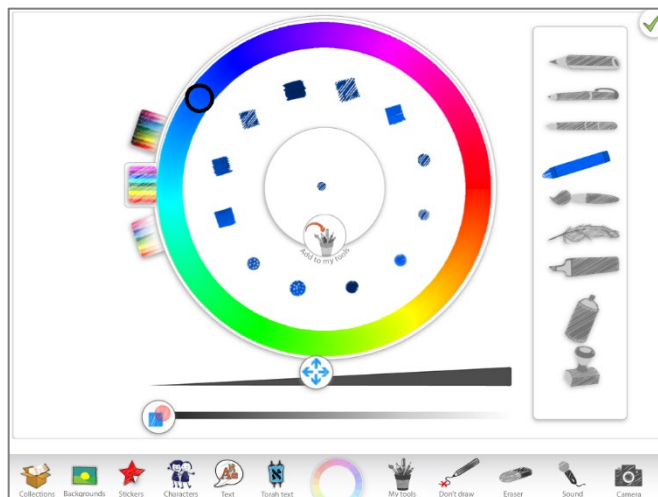 Add to my tools
Collections
Backgrounds
Stickers
Characters
Text
Torah text
My tools
Don't draw
Eraser
Sound
Camera